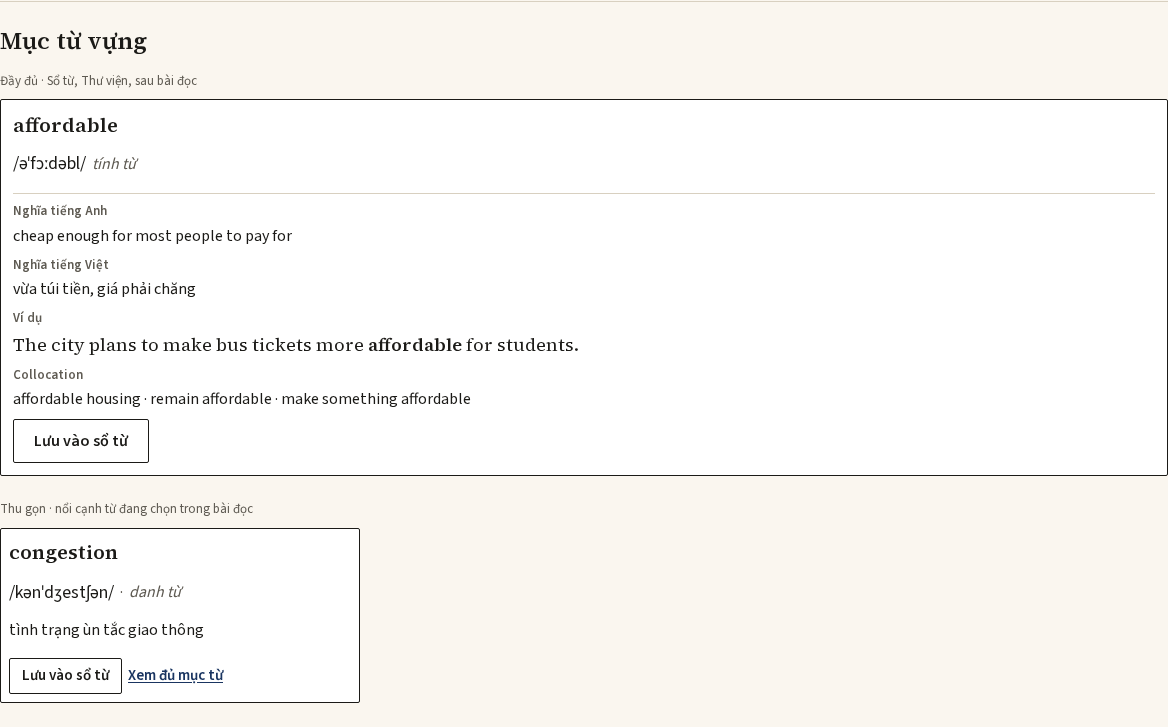 Mục từ vựng
Đầy đủ · Sổ từ, Thư viện, sau bài đọc
affordable
/əˈfɔːdəbl/ tính từ
Nghĩa tiếng Anh
cheap enough for most people to pay for
Nghĩa tiếng Việt
vừa túi tiền, giá phải chăng
Ví dụ
The city plans to make bus tickets more affordable for students.
Collocation
affordable housing · remain affordable · make something affordable
Lưu vào sổ từ
Thu gọn · nổi cạnh từ đang chọn trong bài đọc
congestion
/kənˈdʒestʃən/ · danh từ
tình trạng ùn tắc giao thông
Lưu vào sổ từ Xem đủ mục từ